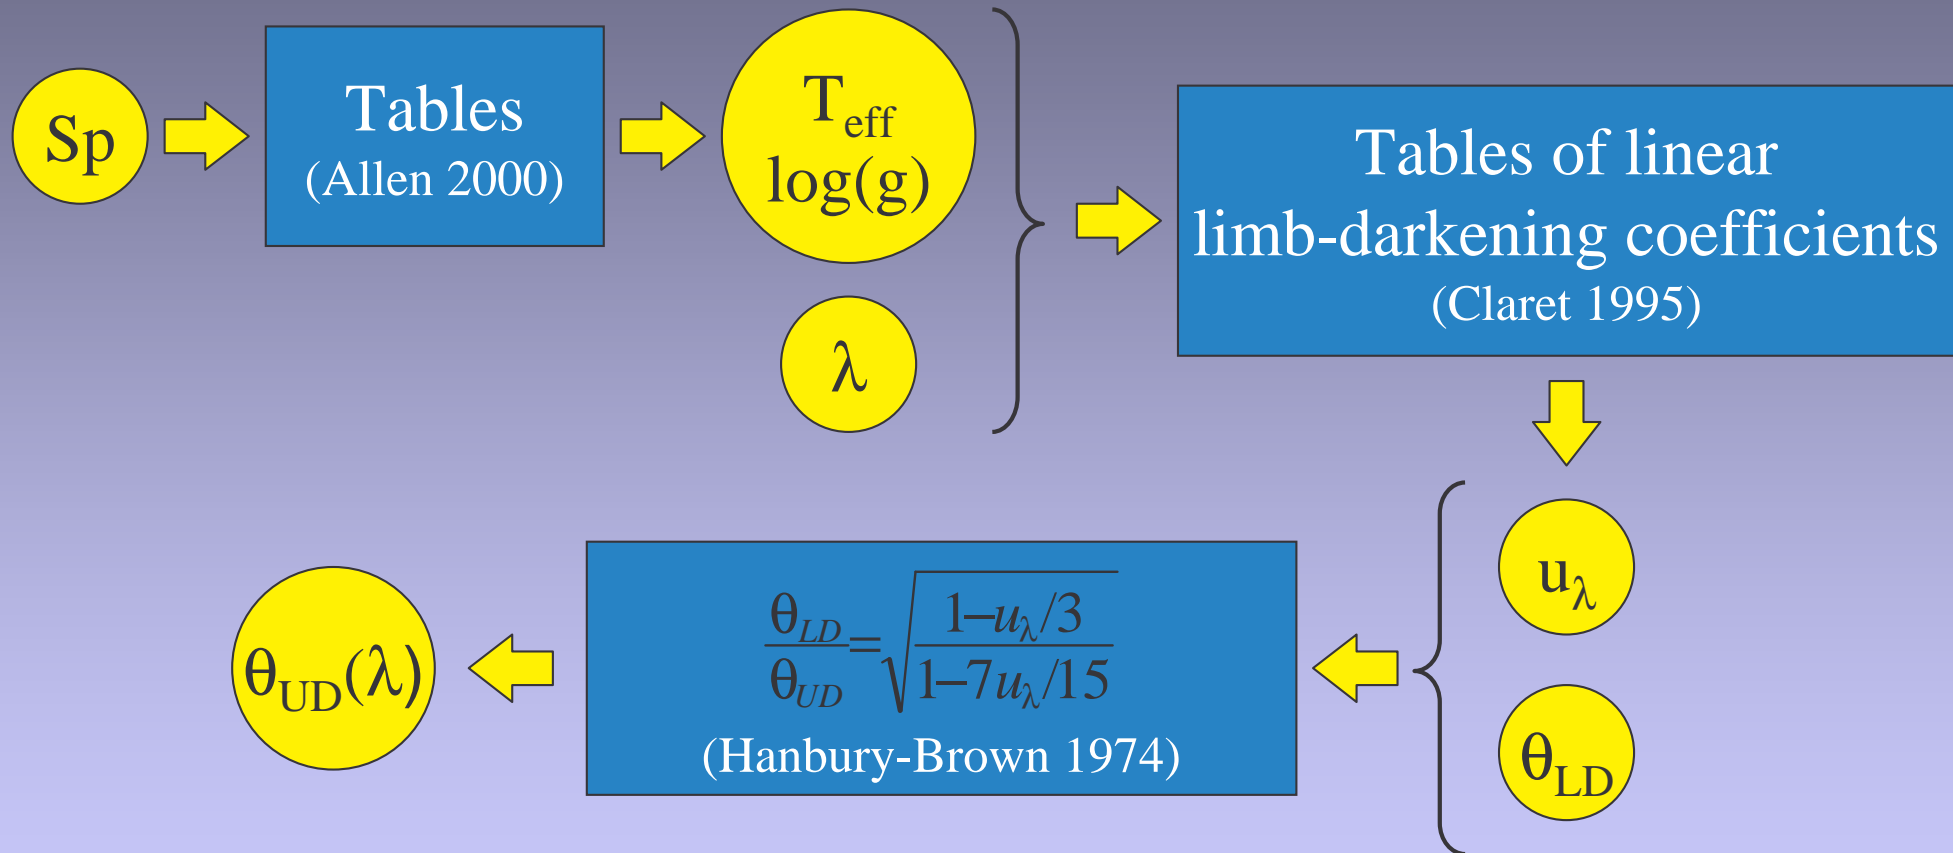 Sp
Tables
(Allen 2000)
T_eff
log(g)
λ
Tables of linear
limb-darkening coefficients
(Claret 1995)
u_λ
θ_LD
θ_LD/θ_UD=√((1–u_λ/3)/(1–7u_λ/15))
(Hanbury-Brown 1974)
θ_UD(λ)